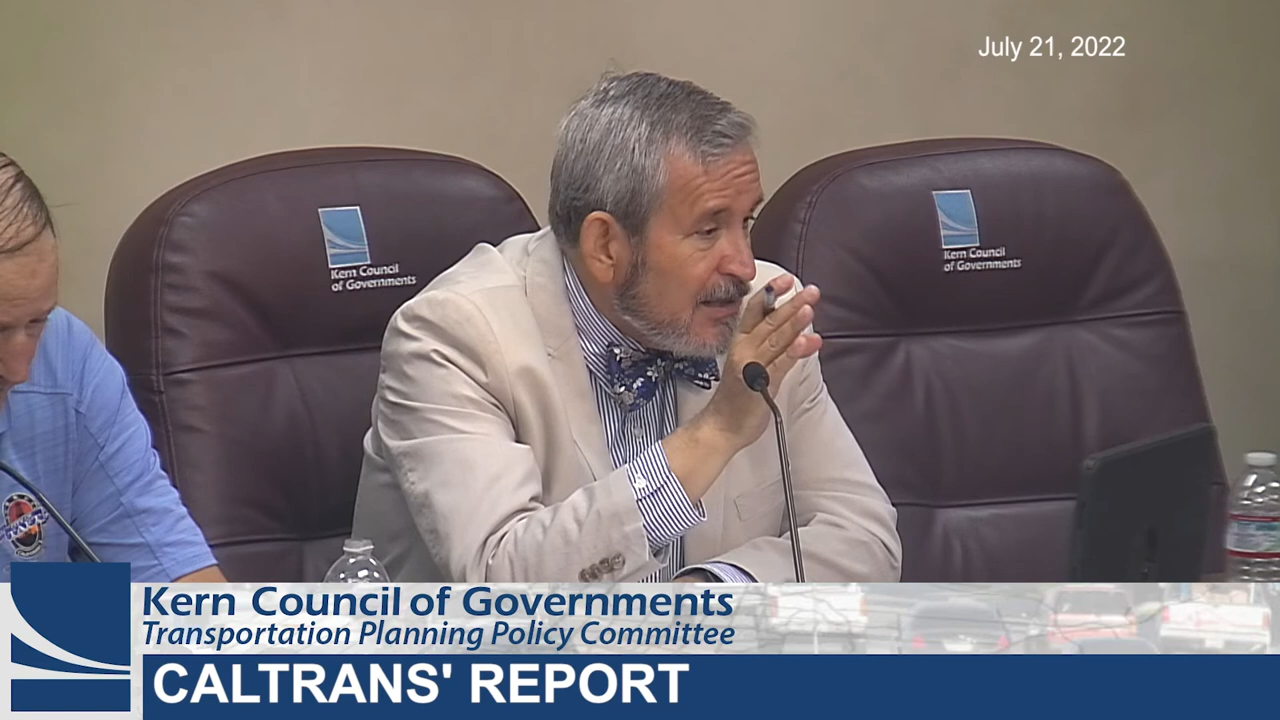 July 21, 2022
Kern Council
of Governments
Kern Council
of Governments
Kern Council of Governments
Transportation Planning Policy Committee
CALTRANS' REPORT